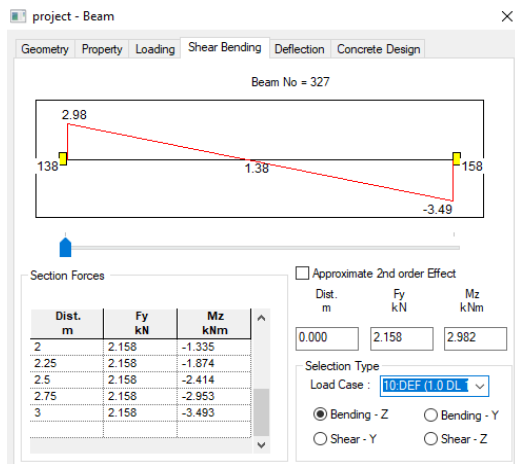 project - Beam
Geometry Property Loading Shear Bending Deflection Concrete Design
Beam No = 327
2.98
138 1.38 158
-3.49
Section Forces
Dist. Fy Mz
m kN kNm
2 2.158 -1.335
2.25 2.158 -1.874
2.5 2.158 -2.414
2.75 2.158 -2.953
3 2.158 -3.493
Approximate 2nd order Effect
Dist. Fy Mz
m kN kNm
0.000 2.158 2.982
Selection Type
Load Case : 10:DEF (1.0 DL
Bending - Z Bending - Y
Shear - Y Shear - Z